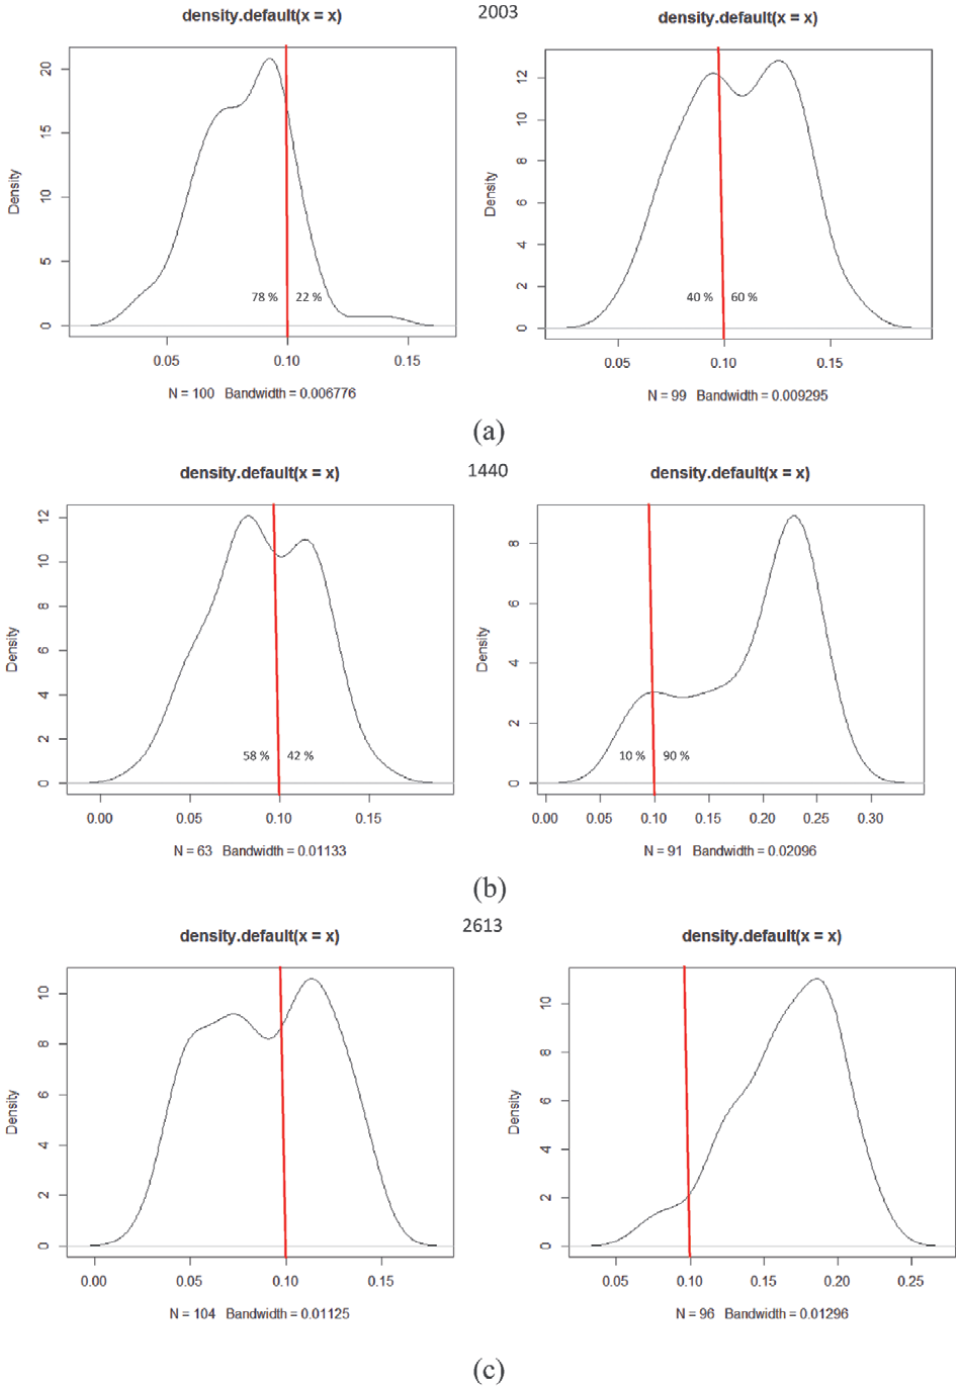 2003
density.default(x = x)
density.default(x = x)
Density
20
15
10
5
0
78 % 22 %
0.05 0.10 0.15
N = 100 Bandwidth = 0.006776
Density
12
10
8
6
4
2
0
40 % 60 %
0.05 0.10 0.15
N = 99 Bandwidth = 0.009295
(a)
1440
density.default(x = x)
density.default(x = x)
Density
12
10
8
6
4
2
0
58 % 42 %
0.00 0.05 0.10 0.15
N = 63 Bandwidth = 0.01133
Density
8
6
4
2
0
10 % 90 %
0.00 0.05 0.10 0.15 0.20 0.25 0.30
N = 91 Bandwidth = 0.02096
(b)
2613
density.default(x = x)
density.default(x = x)
Density
10
8
6
4
2
0
0.00 0.05 0.10 0.15
N = 104 Bandwidth = 0.01125
Density
10
8
6
4
2
0
0.05 0.10 0.15 0.20 0.25
N = 96 Bandwidth = 0.01296
(c)